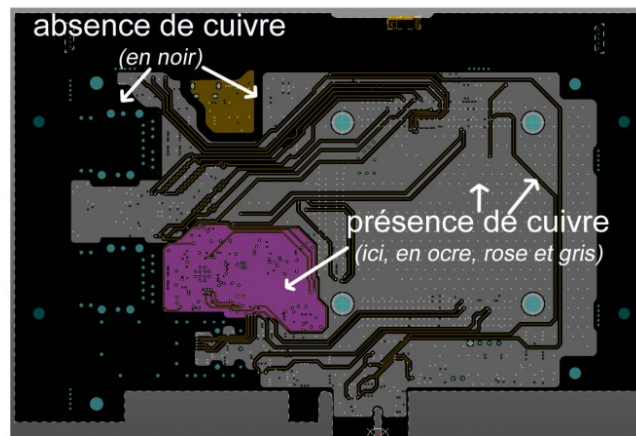 absence de cuivre
(en noir)
présence de cuivre
(ici, en ocre, rose et gris)